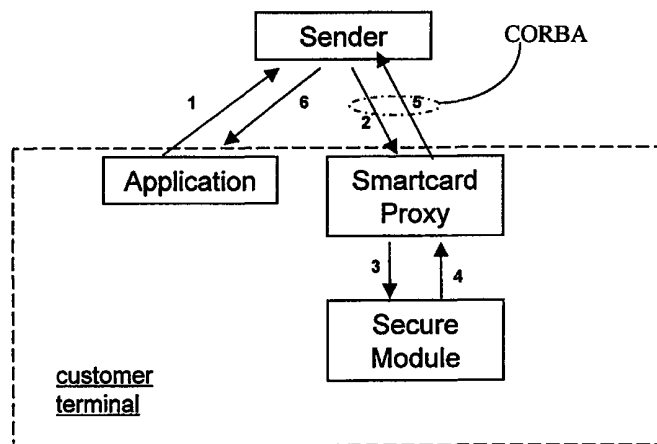 Sender
CORBA
1
6
2
5
Application
Smartcard
Proxy
3
4
Secure
Module
customer
terminal